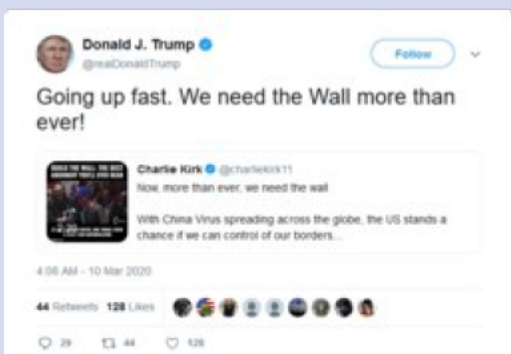 Donald J. Trump
@realDonaldTrump
Follow
Going up fast. We need the Wall more than
ever!
Charlie Kirk @charliekirk11
Now, more than ever, we need the wall
With China Virus spreading across the globe, the US stands a
chance if we can control of our borders...
4:06 AM - 10 Mar 2020
44 Retweets 128 Likes
29 44 128